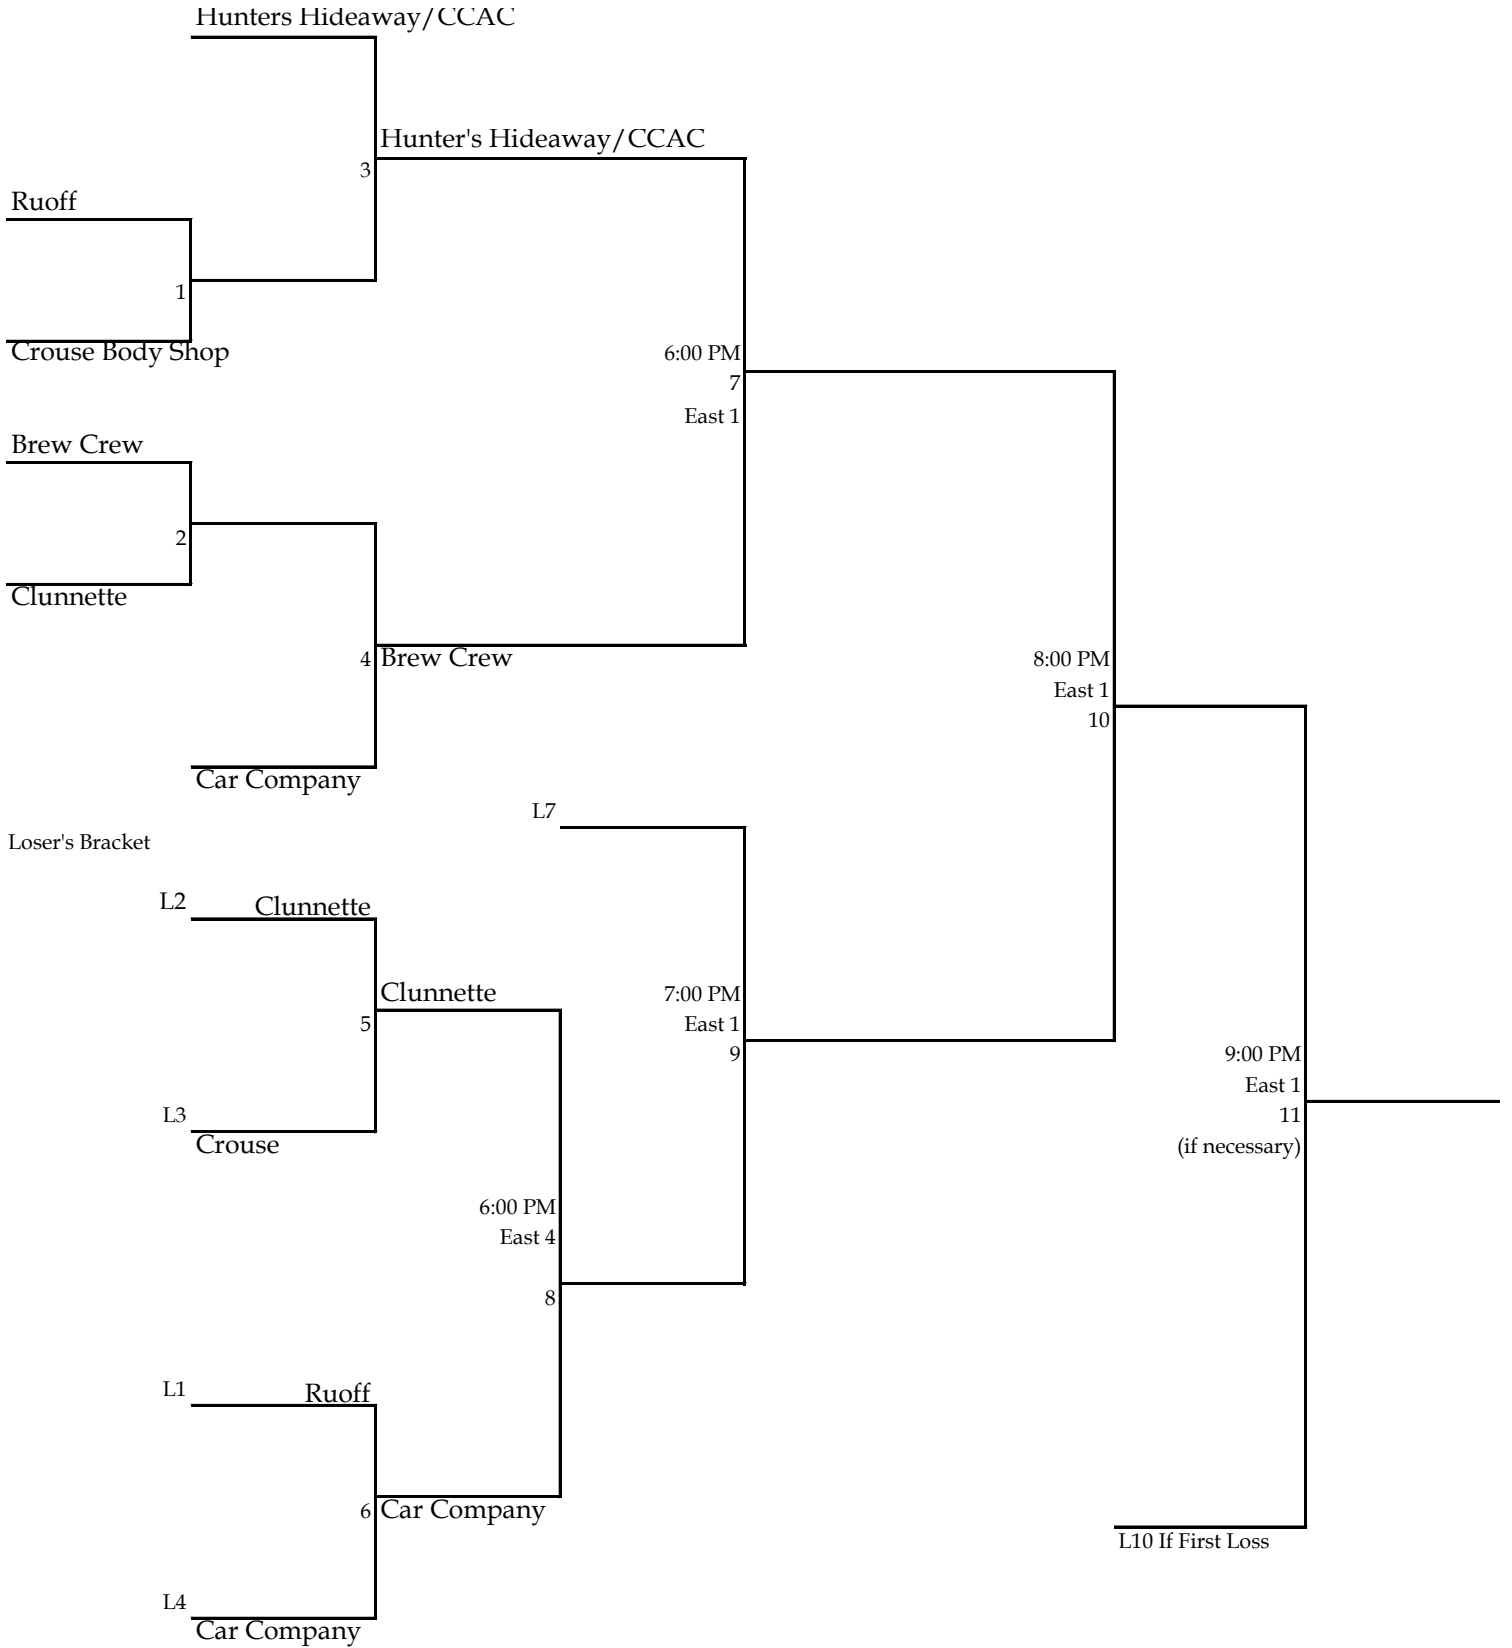 Hunters Hideaway/CCAC
Hunter's Hideaway/CCAC
3
Ruoff
1
Crouse Body Shop
6:00 PM
7
East 1
Brew Crew
2
Clunnette
4
Brew Crew
8:00 PM
East 1
10
Car Company
L7
Loser's Bracket
L2
Clunnette
Clunnette
5
7:00 PM
East 1
9
L3
Crouse
9:00 PM
East 1
11
(if necessary)
6:00 PM
East 4
8
L1
Ruoff
6
Car Company
L10 If First Loss
L4
Car Company